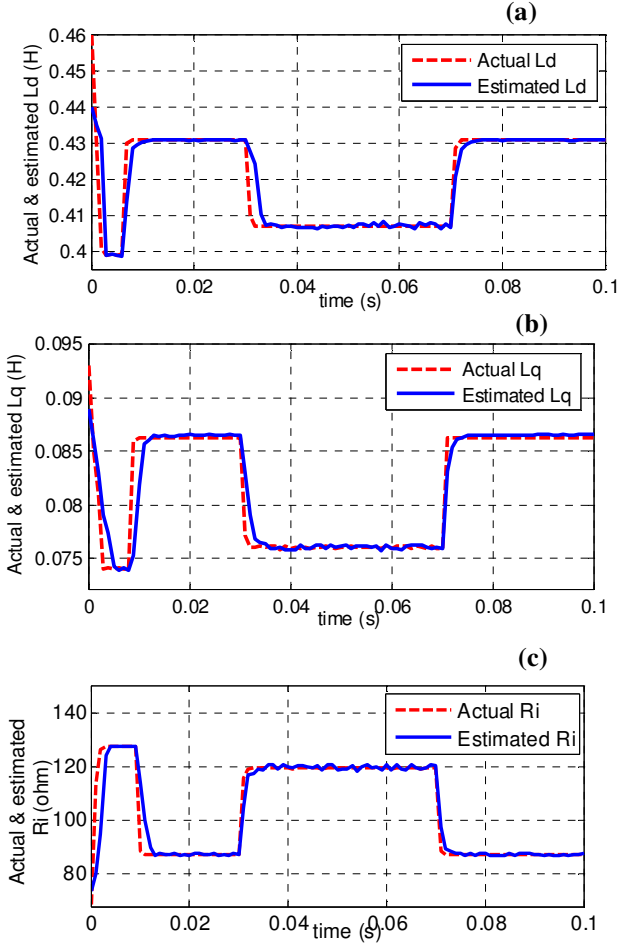 (a)
Actual & estimated Ld (H)
0.46
0.45
0.44
0.43
0.42
0.41
0.4
Actual Ld
Estimated Ld
0
0.02
0.04
0.06
0.08
0.1
time (s)
(b)
Actual & estimated Lq (H)
0.095
0.09
0.085
0.08
0.075
Actual Lq
Estimated Lq
0
0.02
0.04
0.06
0.08
0.1
time (s)
(c)
Actual & estimated
Ri (ohm)
140
120
100
80
Actual Ri
Estimated Ri
0
0.02
0.04
0.06
0.08
0.1
time (s)